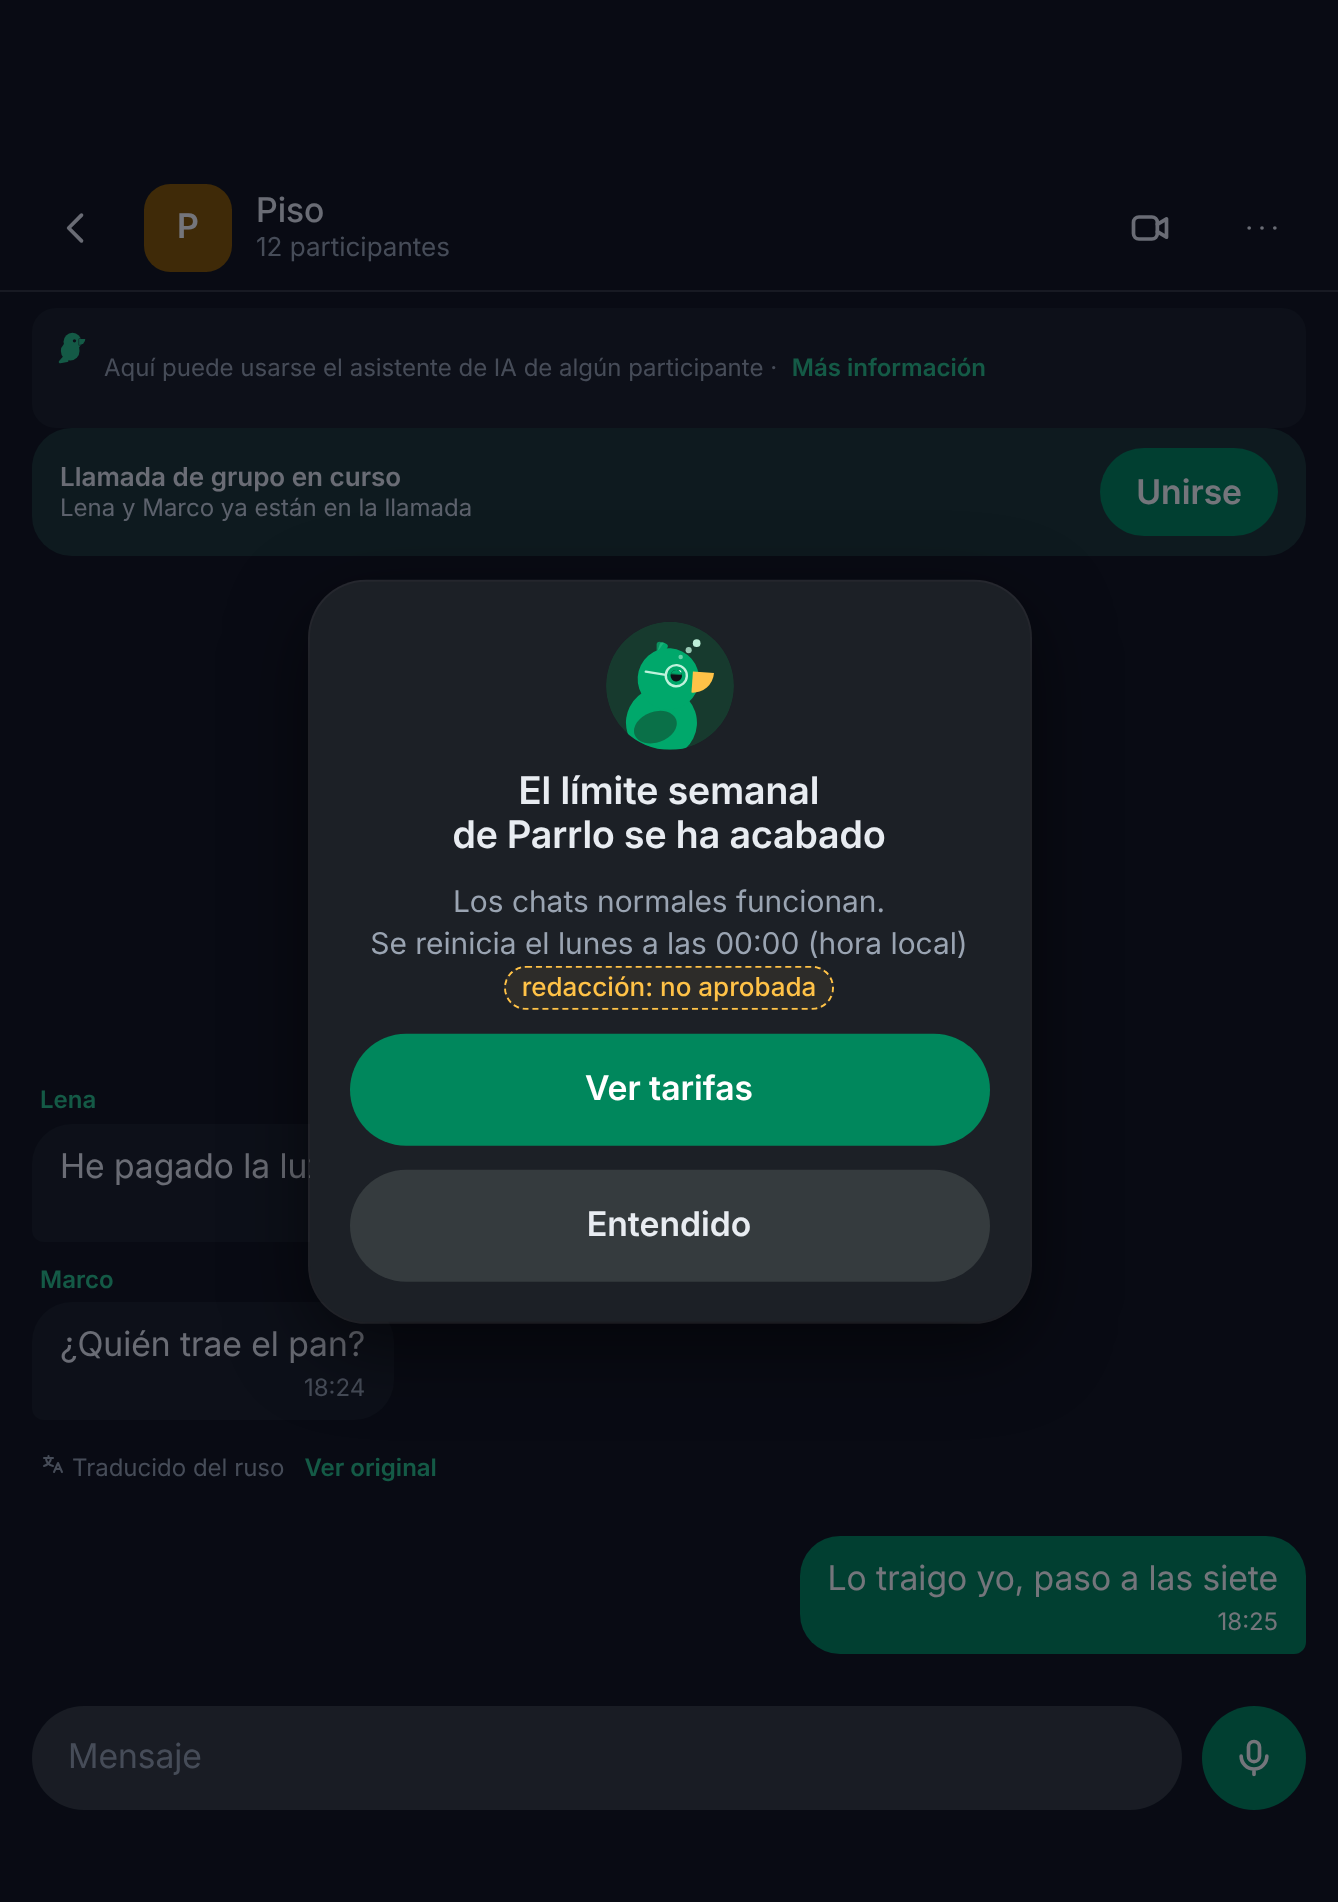 P
Piso
12 participantes
Aquí puede usarse el asistente de IA de algún participante · Más información
Llamada de grupo en curso
Lena y Marco ya están en la llamada
Unirse
El límite semanal
de Parrlo se ha acabado
Los chats normales funcionan.
Se reinicia el lunes a las 00:00 (hora local)
redacción: no aprobada
Ver tarifas
Entendido
Lena
He pagado la
Marco
¿Quién trae el pan?
18:24
Traducido del ruso Ver original
Lo traigo yo, paso a las siete
18:25
Mensaje